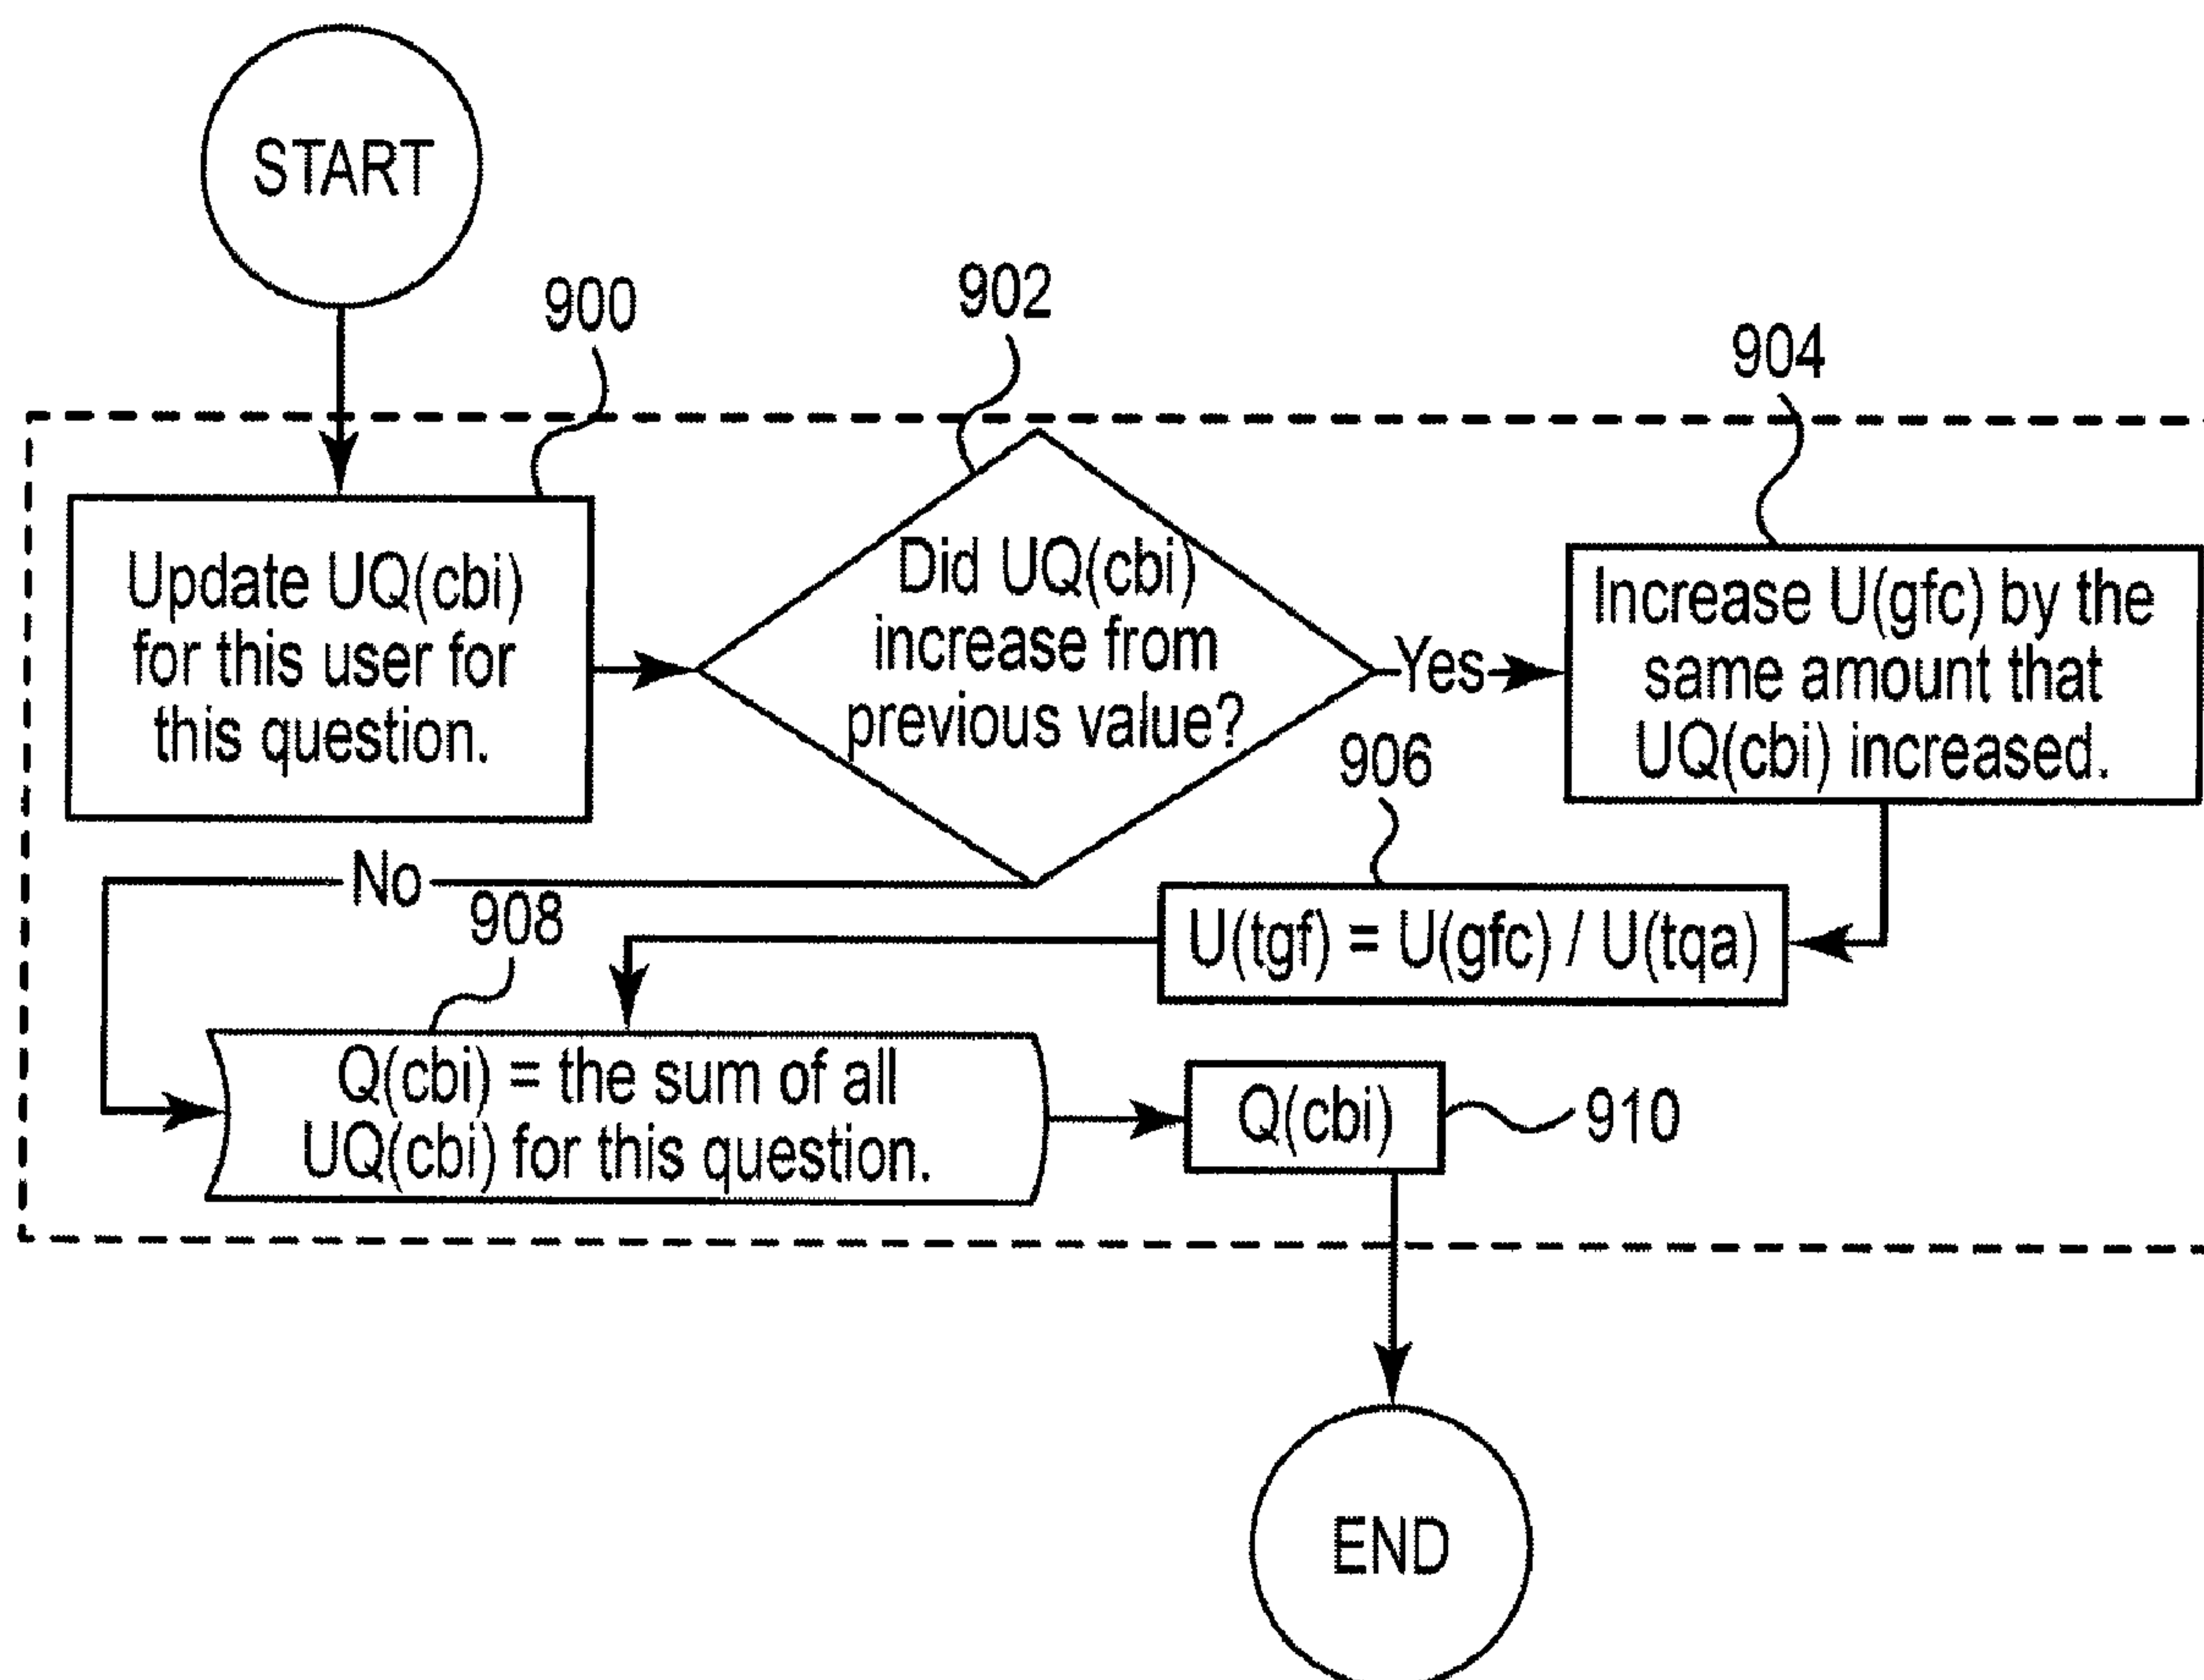 START
900
902
904
Update UQ(cbi)
for this user for
this question.
Did UQ(cbi)
increase from
previous value?
Yes
Increase U(gfc) by the
same amount that
UQ(cbi) increased.
906
No
908
U(tgf) = U(gfc) / U(tqa)
Q(cbi) = the sum of all
UQ(cbi) for this question.
Q(cbi)
910
END